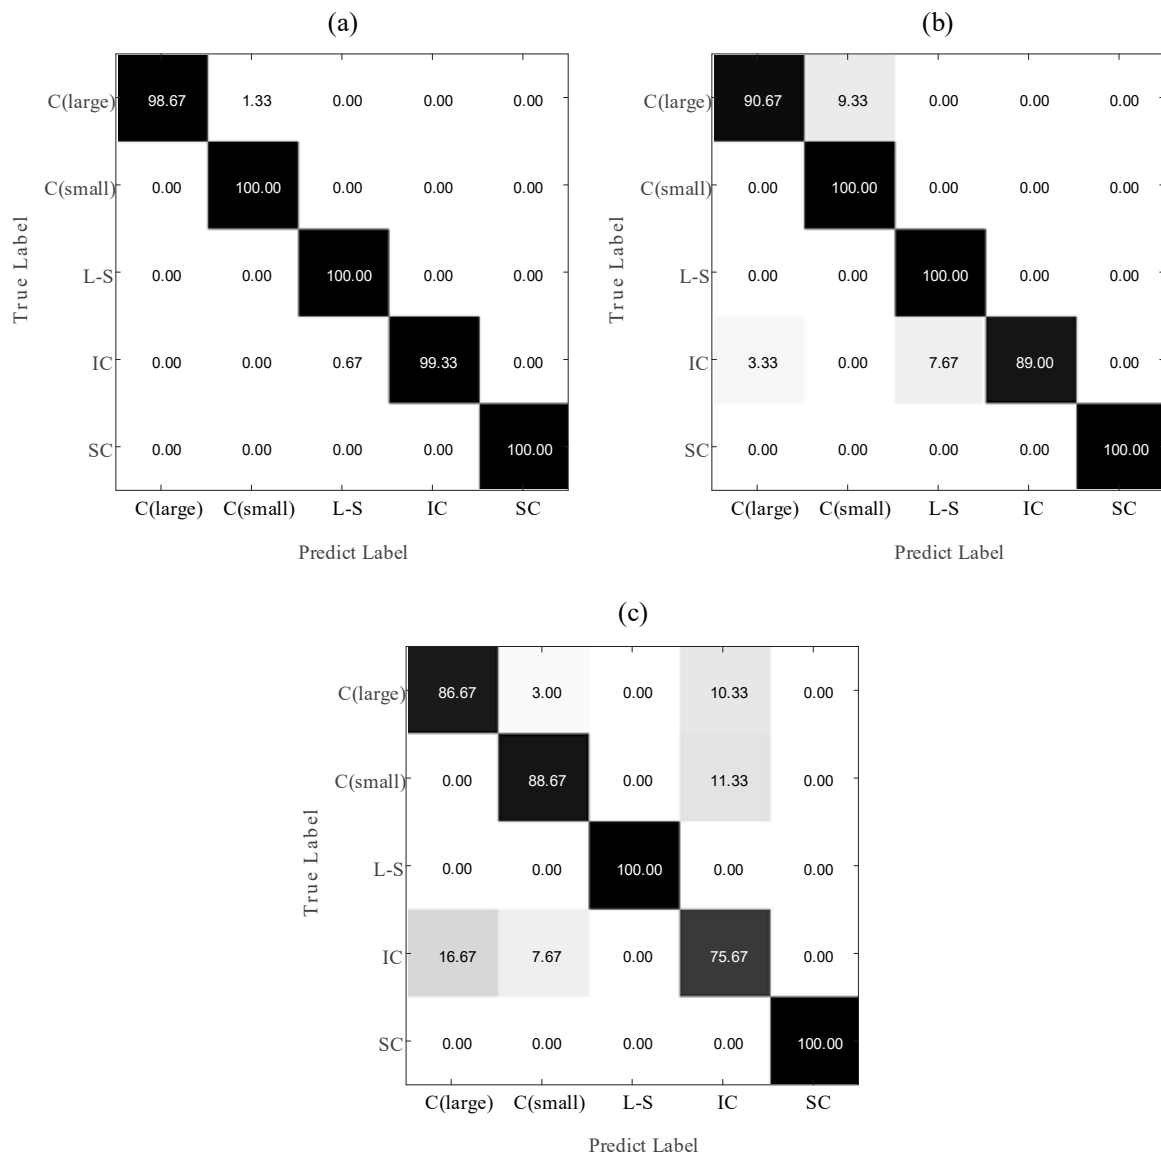 (a)
C(large) 98.67 1.33 0.00 0.00 0.00
C(small) 0.00 100.00 0.00 0.00 0.00
L-S 0.00 0.00 100.00 0.00 0.00
IC 0.00 0.00 0.67 99.33 0.00
SC 0.00 0.00 0.00 0.00 100.00
True Label
C(large) C(small) L-S IC SC
Predict Label
(b)
C(large) 90.67 9.33 0.00 0.00 0.00
C(small) 0.00 100.00 0.00 0.00 0.00
L-S 0.00 0.00 100.00 0.00 0.00
IC 3.33 0.00 7.67 89.00 0.00
SC 0.00 0.00 0.00 0.00 100.00
True Label
C(large) C(small) L-S IC SC
Predict Label
(c)
C(large) 86.67 3.00 0.00 10.33 0.00
C(small) 0.00 88.67 0.00 11.33 0.00
L-S 0.00 0.00 100.00 0.00 0.00
IC 16.67 7.67 0.00 75.67 0.00
SC 0.00 0.00 0.00 0.00 100.00
True Label
C(large) C(small) L-S IC SC
Predict Label